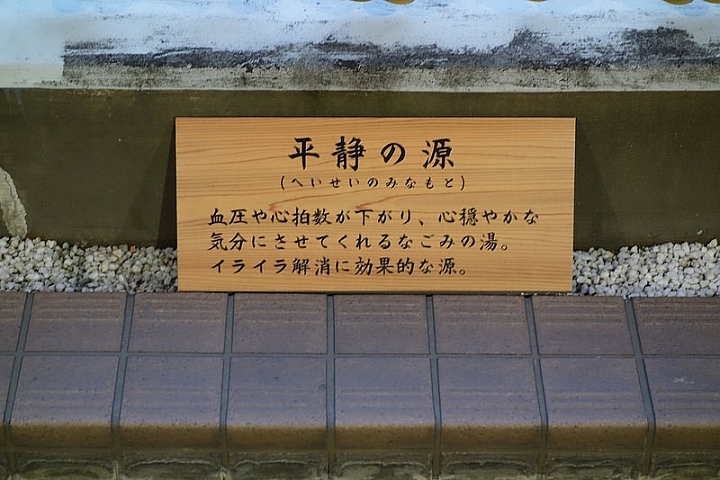 平静の源
(へいせいのみなもと)
血圧や心拍数が下がり、心穏やかな
気分にさせてくれるなごみの湯。
イライラ解消に効果的な源。